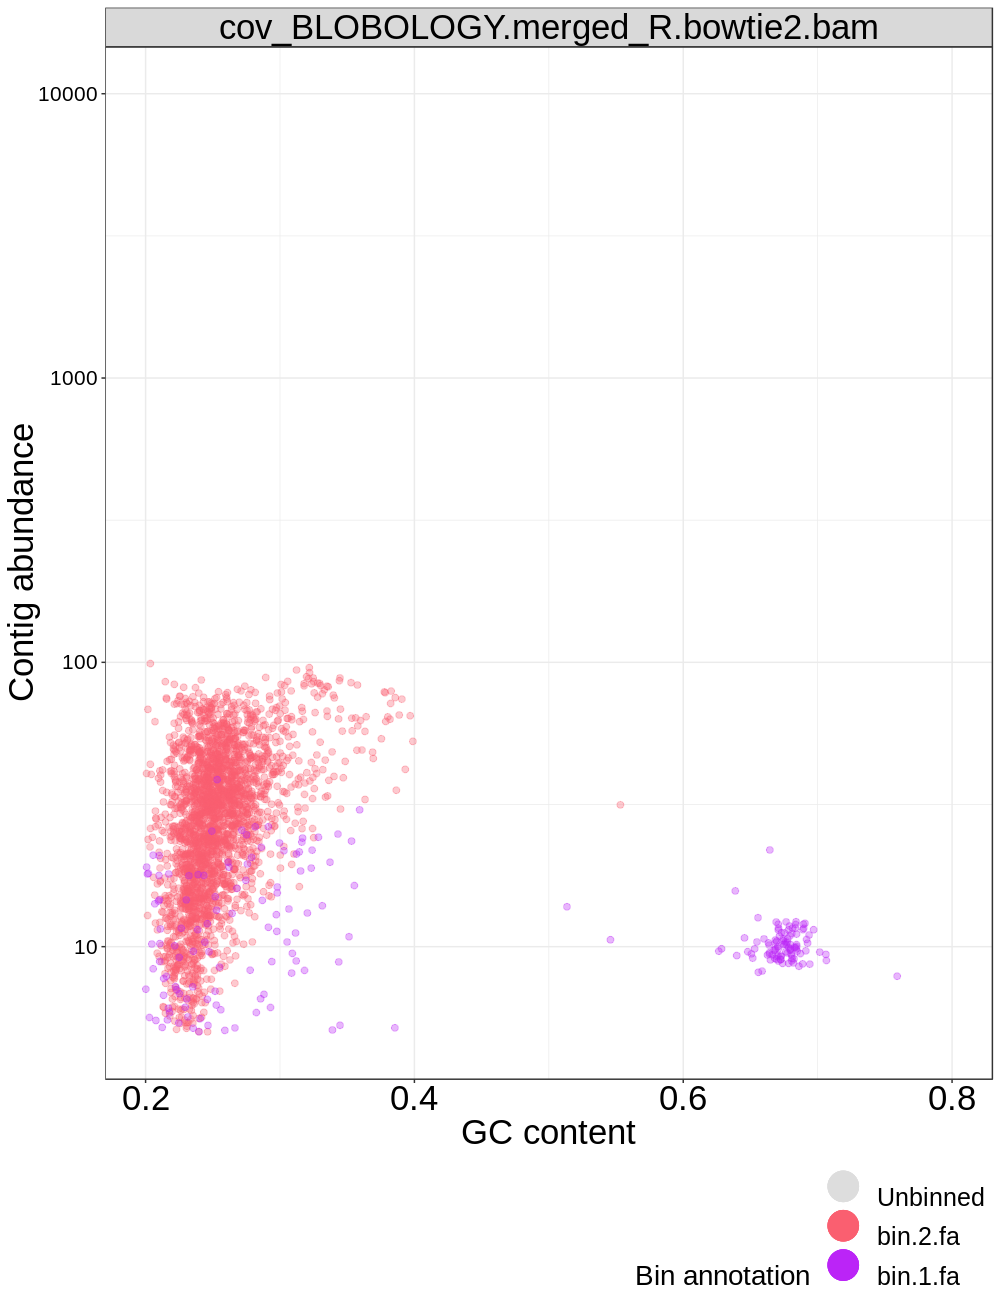 cov_BLOBOLOGY.merged_R.bowtie2.bam
10000
1000
100
10
Contig abundance
0.2 0.4 0.6 0.8
GC content
Unbinned
bin.2.fa
Bin annotation bin.1.fa